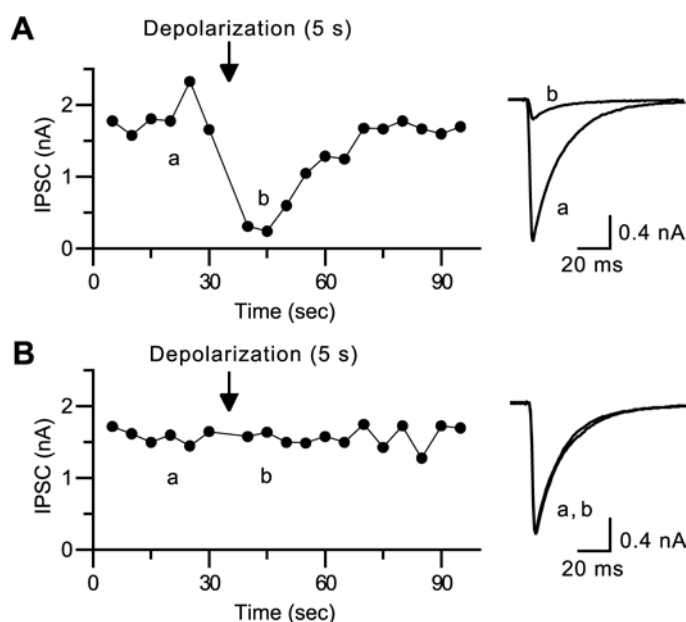 A
Depolarization (5 s)
2
1
0
IPSC (nA)
a
b
0
30
60
90
Time (sec)
b
a
0.4 nA
20 ms
B
Depolarization (5 s)
2
1
0
IPSC (nA)
a
b
0
30
60
90
Time (sec)
a, b
0.4 nA
20 ms